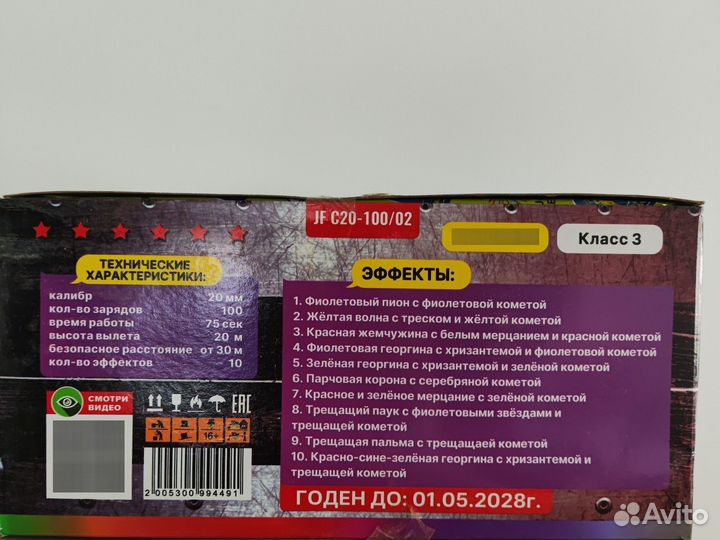 JF C20-100/02
Класс 3
ТЕХНИЧЕСКИЕ
ХАРАКТЕРИСТИКИ:
калибр 20 мм
кол-во зарядов 100
время работы 75 сек
высота вылета 20 м
безопасное расстояние от 30 м
кол-во эффектов 10
ЭФФЕКТЫ:
1. Фиолетовый пион с фиолетовой кометой
2. Жёлтая волна с треском и жёлтой кометой
3. Красная жемчужина с белым мерцанием и красной кометой
4. Фиолетовая георгина с хризантемой и фиолетовой кометой
5. Зелёная георгина с хризантемой и зелёной кометой
6. Парчовая корона с серебряной кометой
7. Красное и зелёное мерцание с зелёной кометой
8. Трещащий паук с фиолетовыми звёздами и
трещащей кометой
9. Трещащая пальма с трещащаей кометой
10. Красно-сине-зелёная георгина с хризантемой и
трещащей кометой
СМОТРИ
ВИДЕО
EAC
16+
2 005300 994491
ГОДЕН ДО: 01.05.2028г.
Avito